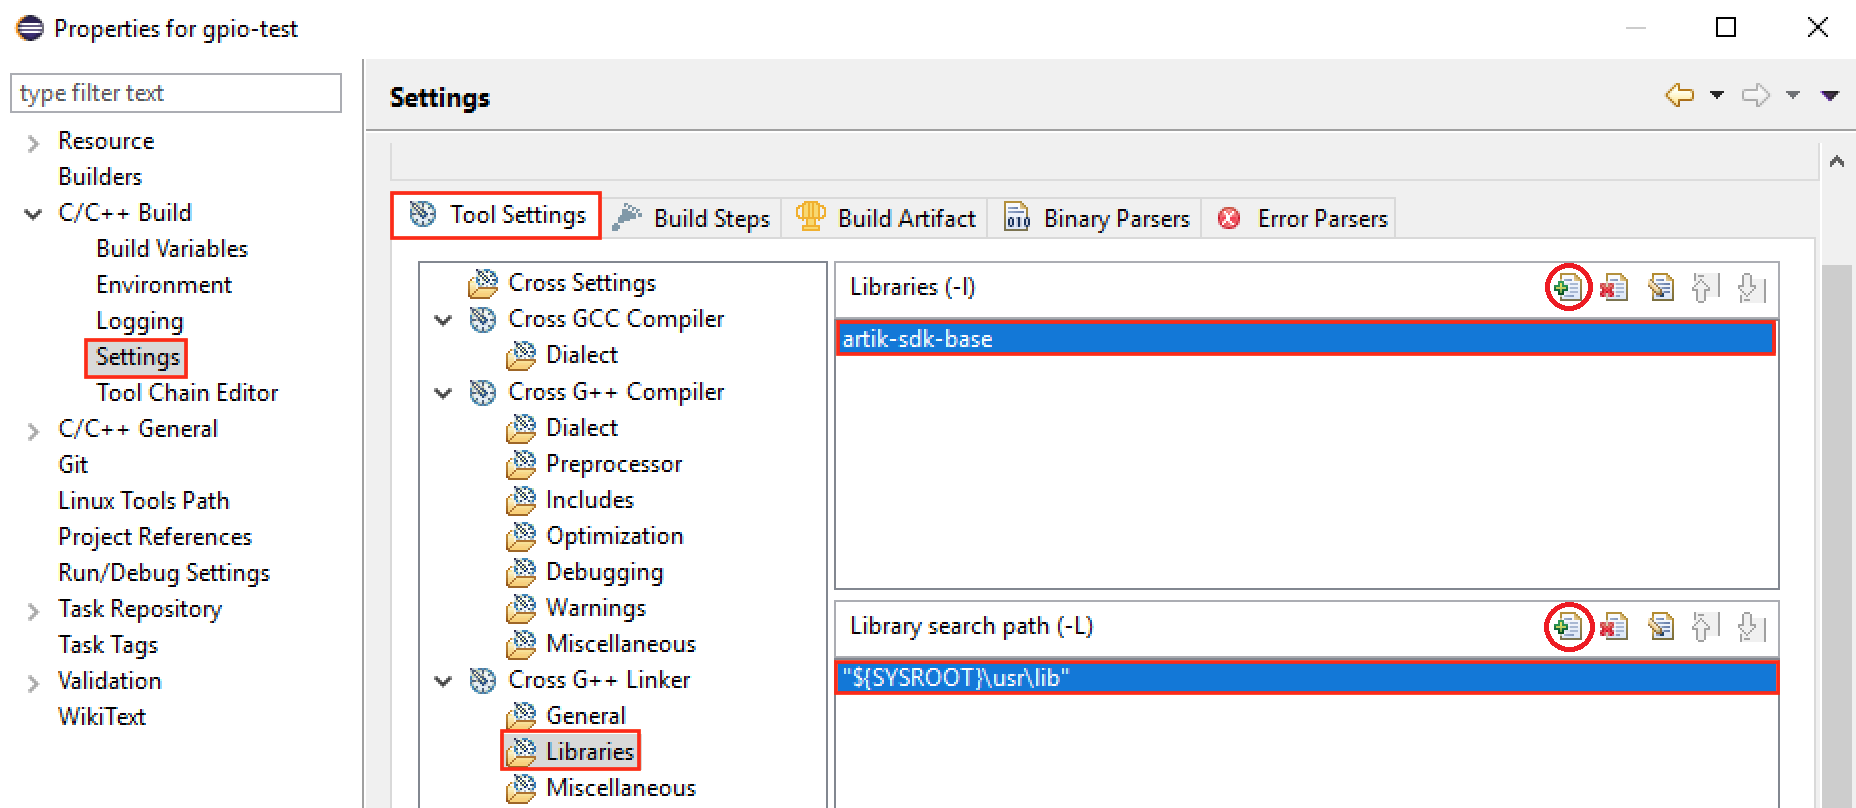 Properties for gpio-test
type filter text
Resource
Builders
C/C++ Build
Build Variables
Environment
Logging
Settings
Tool Chain Editor
C/C++ General
Git
Linux Tools Path
Project References
Run/Debug Settings
Task Repository
Task Tags
Validation
WikiText
Settings
Tool Settings
Build Steps
Build Artifact
Binary Parsers
Error Parsers
Cross Settings
Cross GCC Compiler
Dialect
Cross G++ Compiler
Dialect
Preprocessor
Includes
Optimization
Debugging
Warnings
Miscellaneous
Cross G++ Linker
General
Libraries
Miscellaneous
Libraries (-l)
artik-sdk-base
Library search path (-L)
"${SYSROOT}\usr\lib"